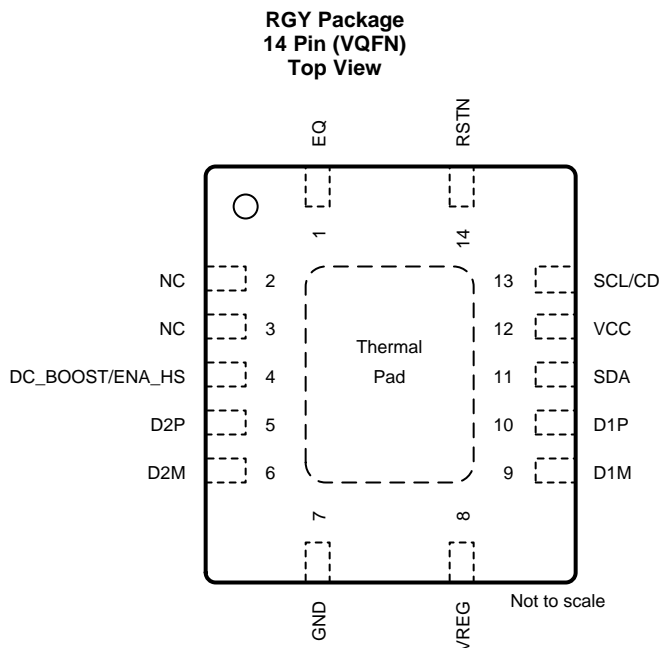 RGY Package
14 Pin (VQFN)
Top View
EQ
RSTN
1
14
NC 2
13 SCL/CD
NC 3
12 VCC
Thermal
Pad
DC_BOOST/ENA_HS 4
11 SDA
D2P 5
10 D1P
D2M 6
9 D1M
7
8
GND
VREG
Not to scale